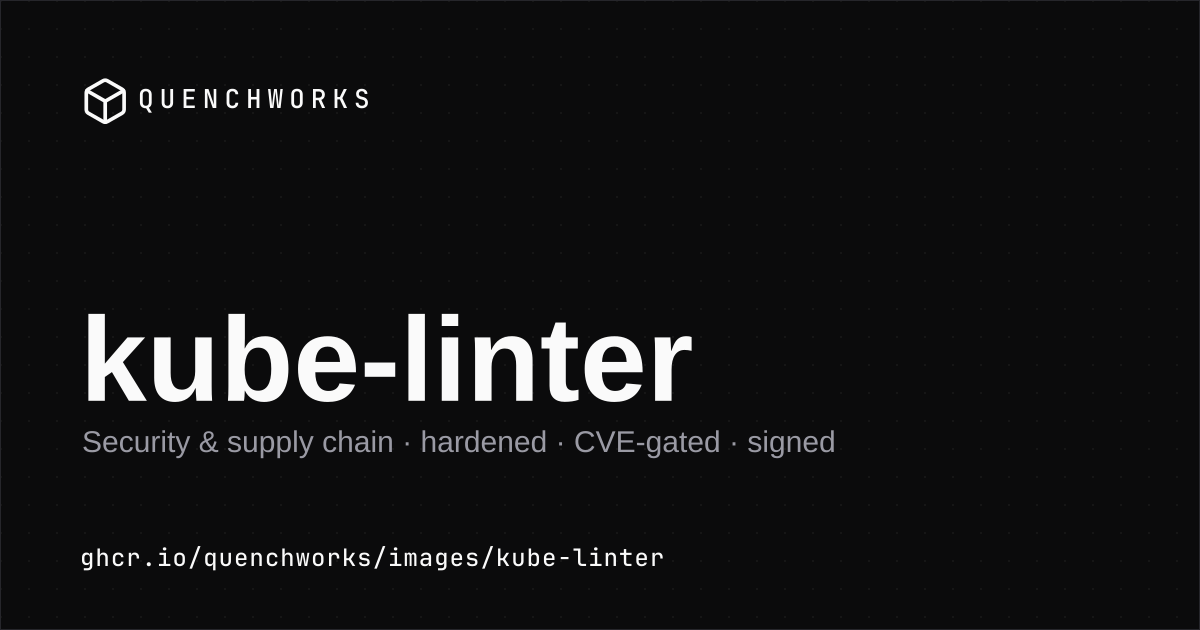 QUENCHWORKS
kube-linter
Security & supply chain · hardened · CVE-gated · signed
ghcr.io/quenchworks/images/kube-linter